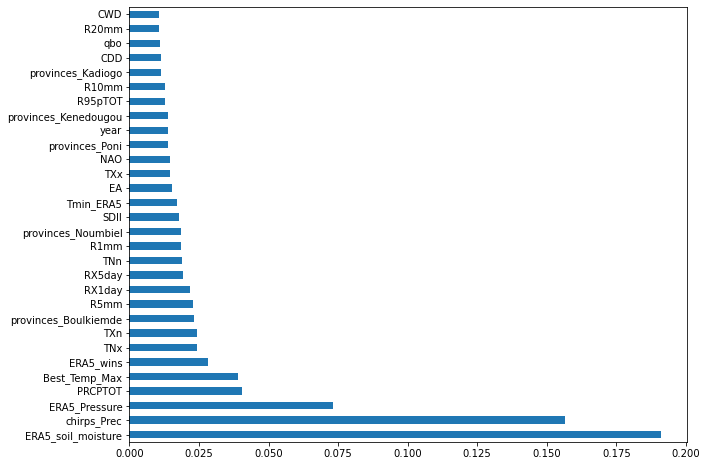 CWD
R20mm
qbo
CDD
provinces_Kadiogo
R10mm
R95pTOT
provinces_Kenedougou
year
provinces_Poni
NAO
TXx
EA
Tmin_ERA5
SDII
provinces_Noumbiel
R1mm
TNn
RX5day
RX1day
R5mm
provinces_Boulkiemde
TXn
TNx
ERA5_wins
Best_Temp_Max
PRCPTOT
ERA5_Pressure
chirps_Prec
ERA5_soil_moisture
0.000 0.025 0.050 0.075 0.100 0.125 0.150 0.175 0.200